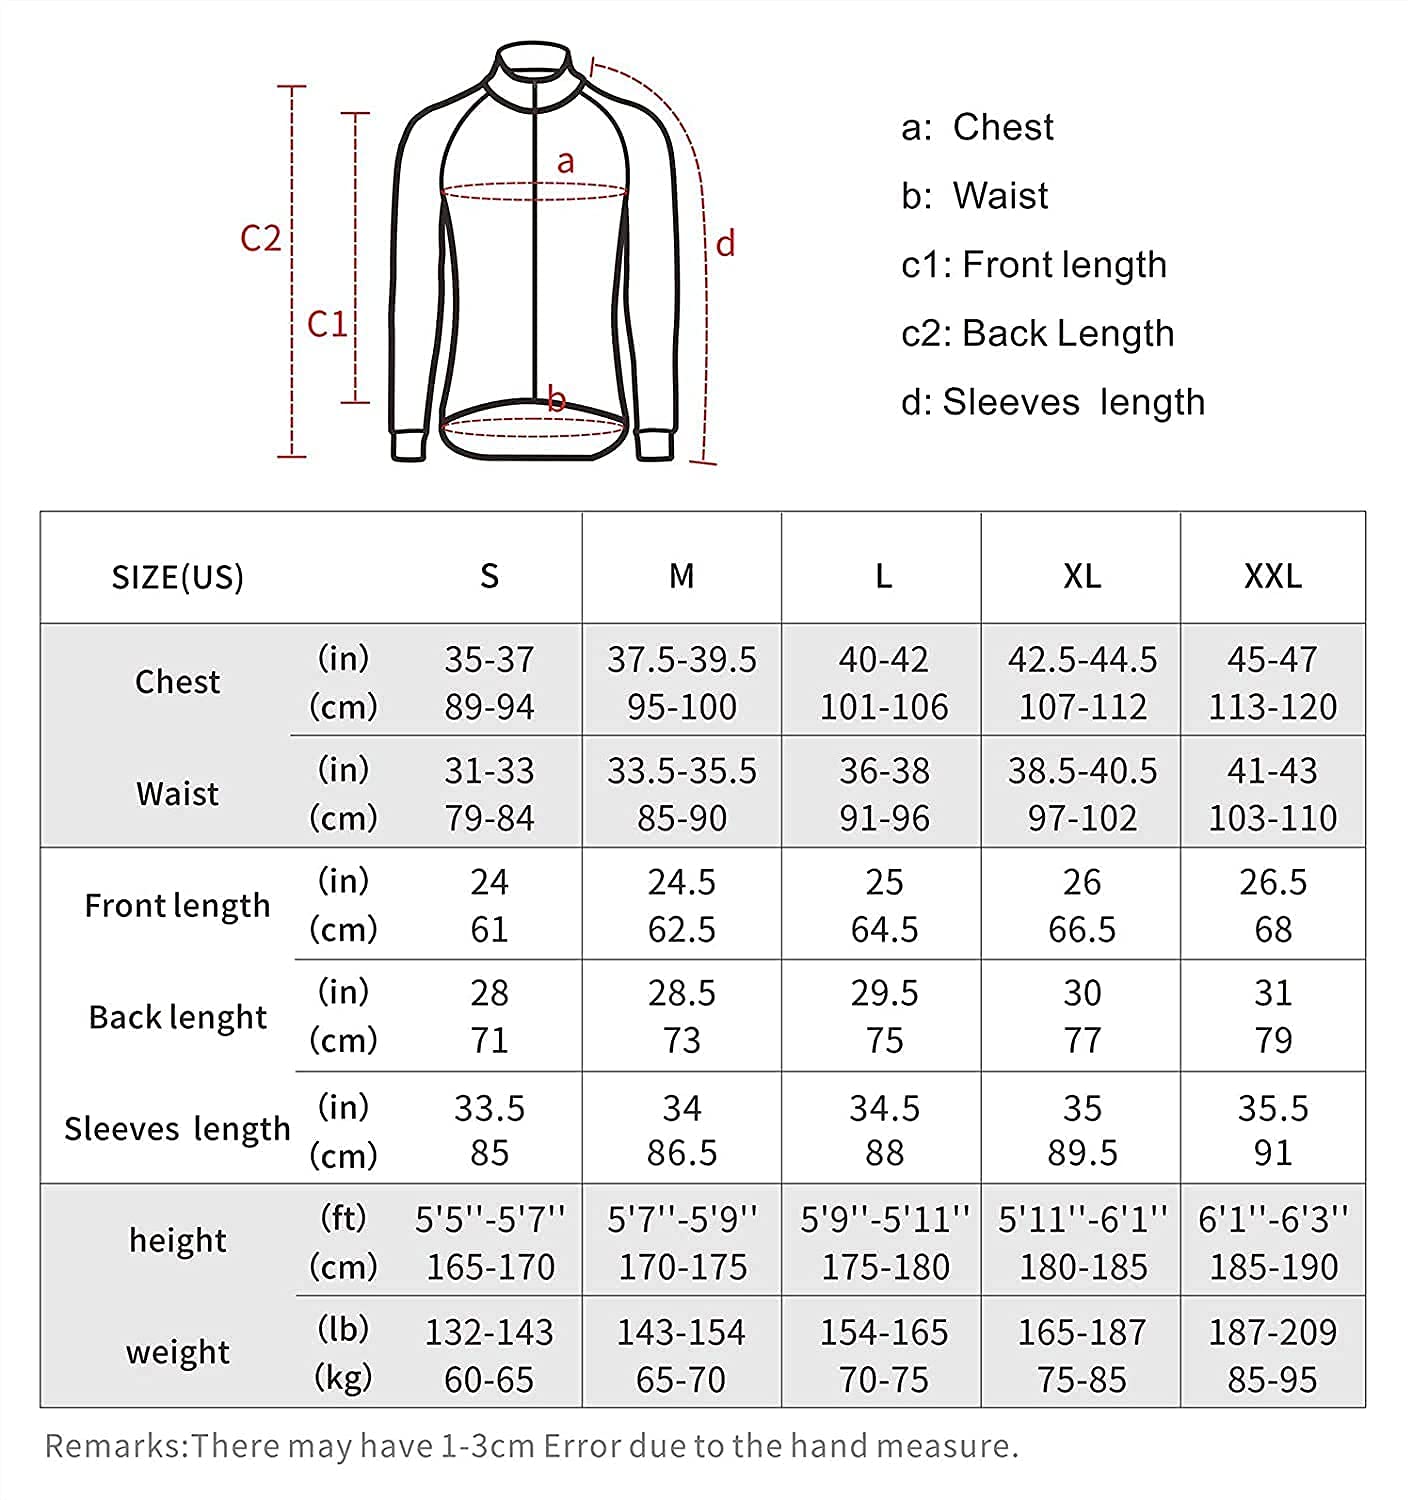 a: Chest
b: Waist
c1: Front length
c2: Back Length
d: Sleeves length
a
d
C2
C1
b
SIZE(US) S M L XL XXL
Chest (in) 35-37 37.5-39.5 40-42 42.5-44.5 45-47
(cm) 89-94 95-100 101-106 107-112 113-120
Waist (in) 31-33 33.5-35.5 36-38 38.5-40.5 41-43
(cm) 79-84 85-90 91-96 97-102 103-110
Front length (in) 24 24.5 25 26 26.5
(cm) 61 62.5 64.5 66.5 68
Back lenght (in) 28 28.5 29.5 30 31
(cm) 71 73 75 77 79
Sleeves length (in) 33.5 34 34.5 35 35.5
(cm) 85 86.5 88 89.5 91
height (ft) 5'5''-5'7'' 5'7''-5'9'' 5'9''-5'11'' 5'11''-6'1'' 6'1''-6'3''
(cm) 165-170 170-175 175-180 180-185 185-190
weight (lb) 132-143 143-154 154-165 165-187 187-209
(kg) 60-65 65-70 70-75 75-85 85-95
Remarks:There may have 1-3cm Error due to the hand measure.